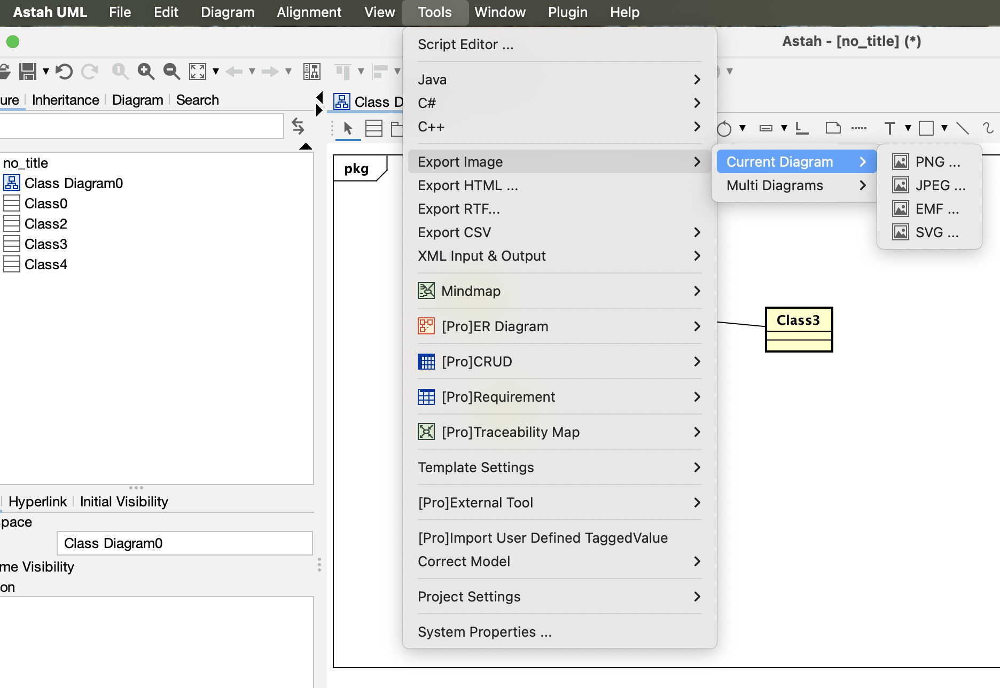 Astah UML File Edit Diagram Alignment View Tools Window Plugin Help
Astah - [no_title] (*)
ure Inheritance Diagram Search
Class D
no_title
Class Diagram0
Class0
Class2
Class3
Class4
Hyperlink Initial Visibility
pace
Class Diagram0
me Visibility
on
pkg
Script Editor ...
Java
C#
C++
Export Image
Export HTML ...
Export RTF...
Export CSV
XML Input & Output
Mindmap
[Pro]ER Diagram
[Pro]CRUD
[Pro]Requirement
[Pro]Traceability Map
Template Settings
[Pro]External Tool
[Pro]Import User Defined TaggedValue
Correct Model
Project Settings
System Properties ...
T
Current Diagram
Multi Diagrams
PNG ...
JPEG ...
EMF ...
SVG ...
Class3